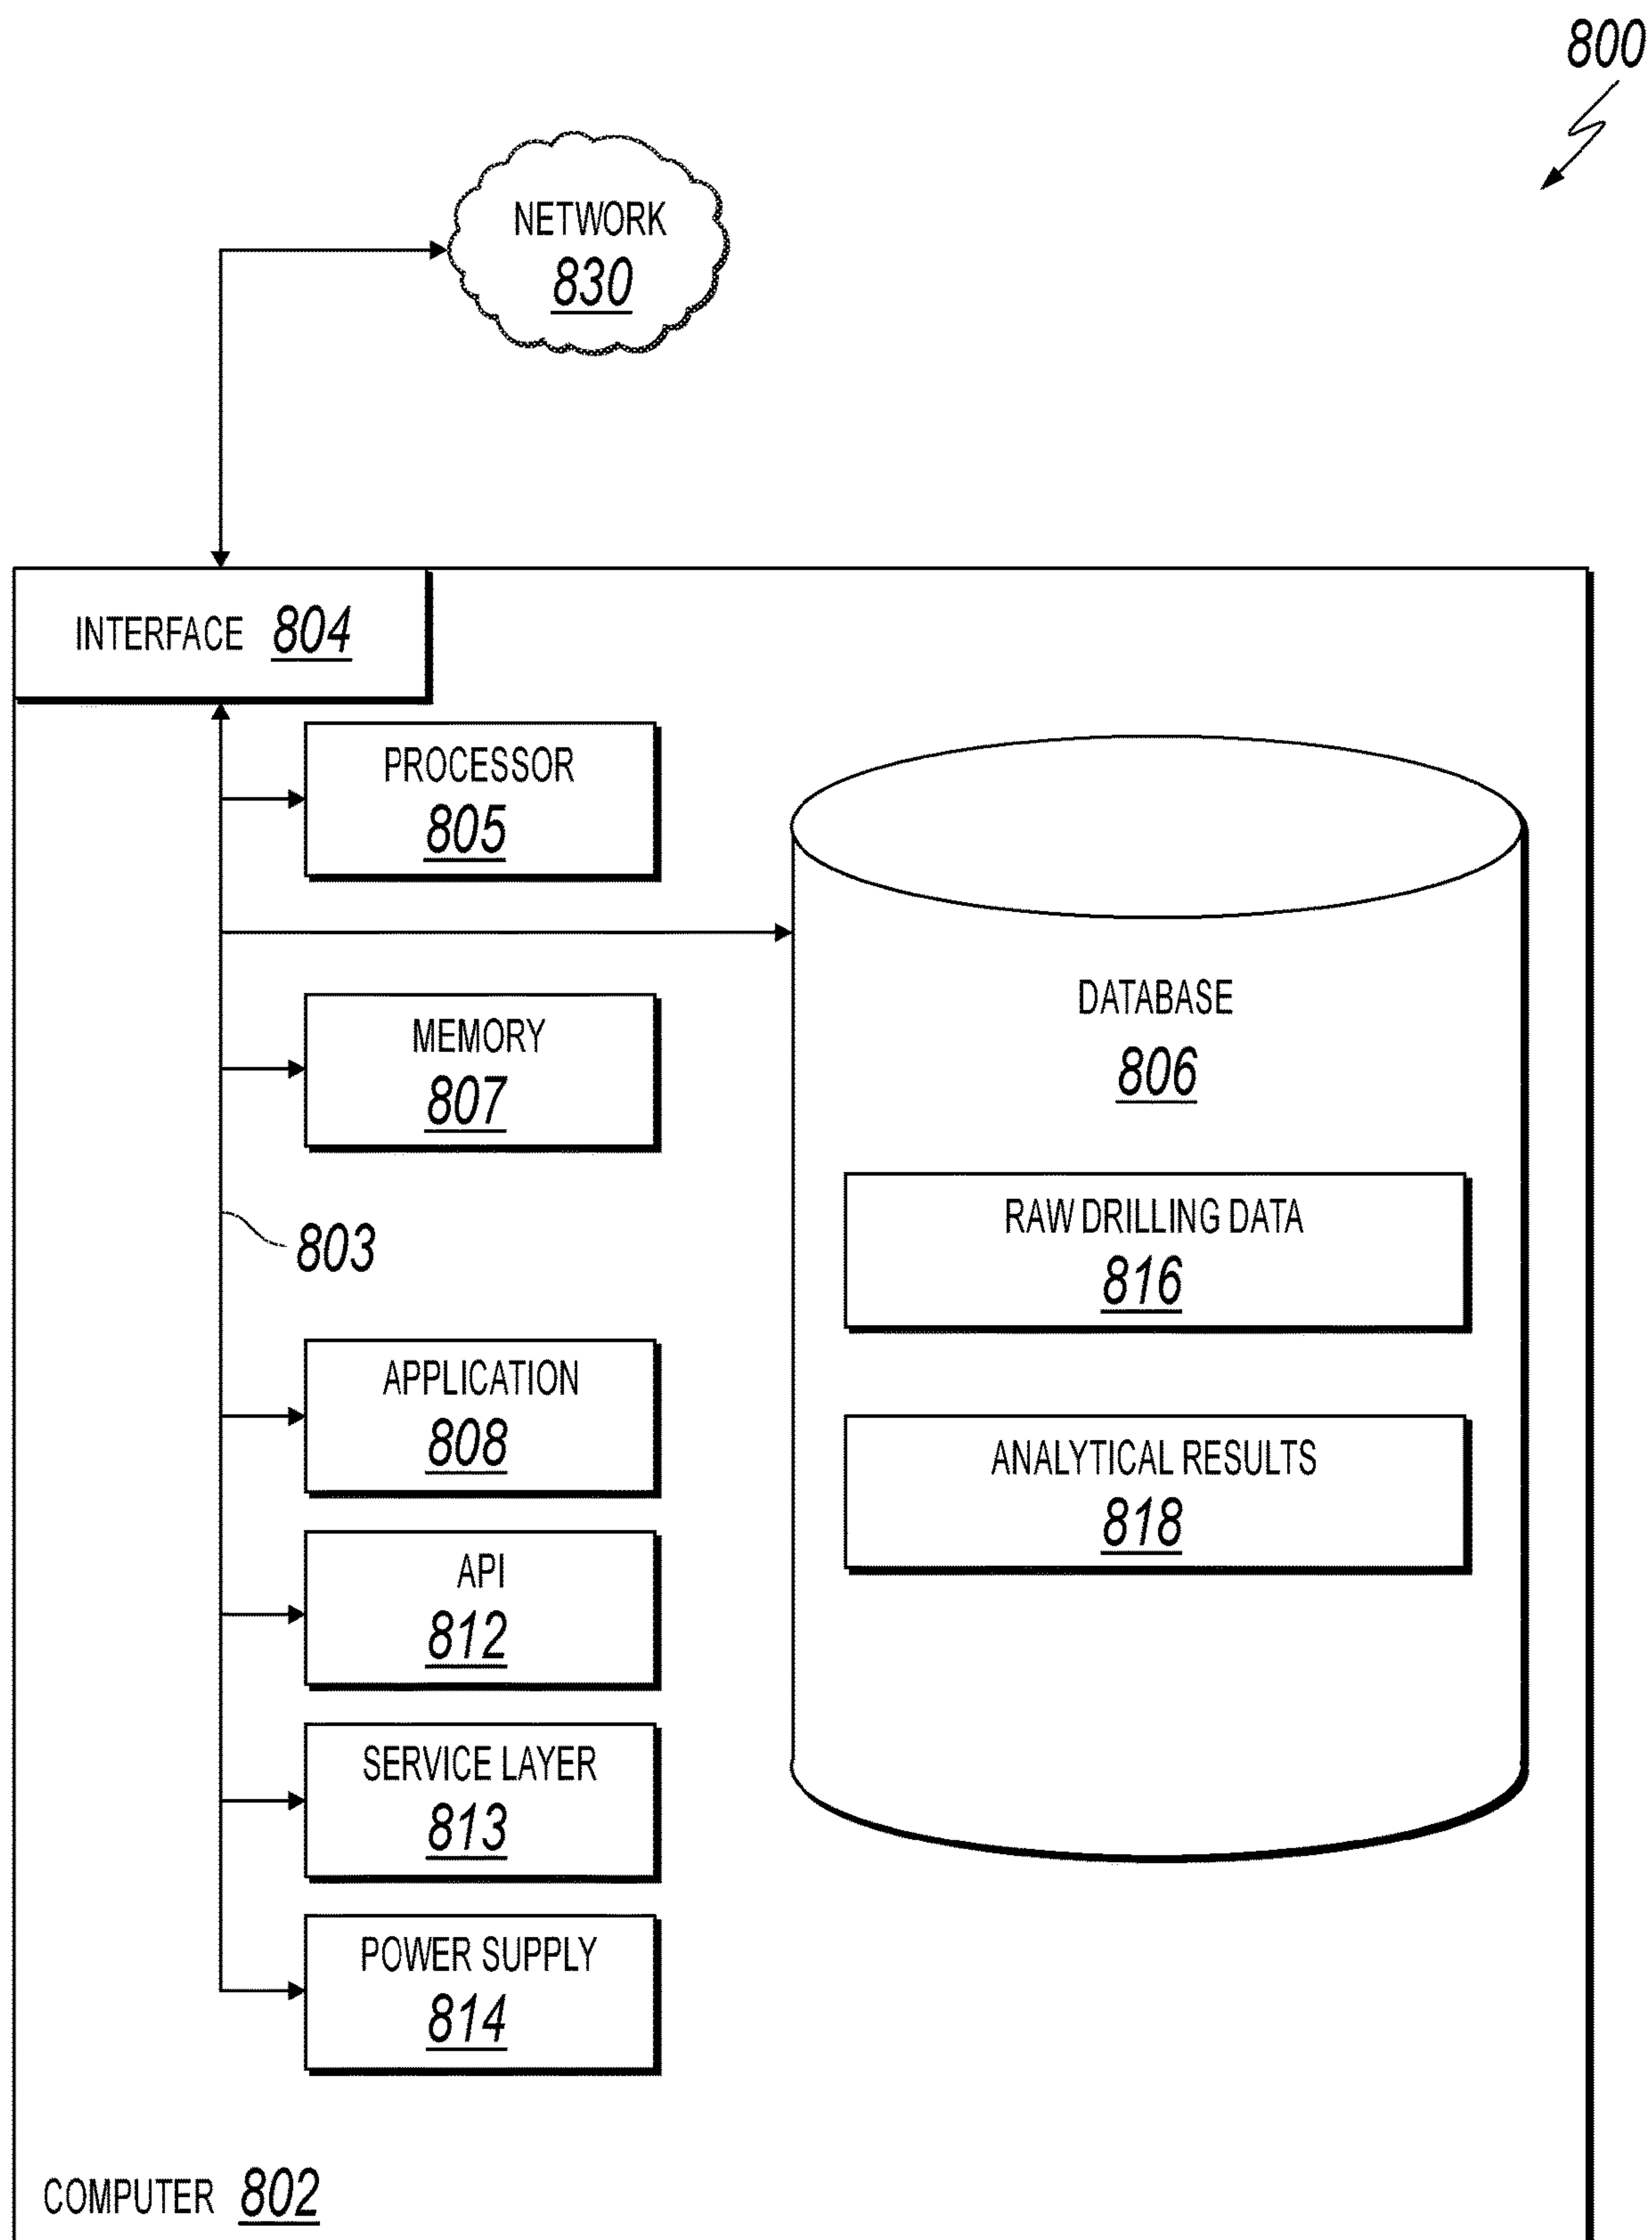 800
NETWORK
830
INTERFACE 804
PROCESSOR
805
MEMORY
807
803
APPLICATION
808
API
812
SERVICE LAYER
813
POWER SUPPLY
814
DATABASE
806
RAW DRILLING DATA
816
ANALYTICAL RESULTS
818
COMPUTER 802